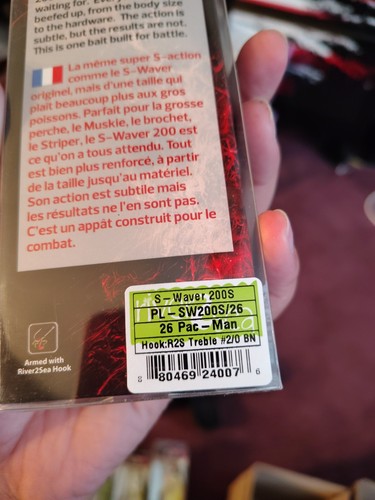 waiting for.
beefed up, from the body size
to the hardware. The action is
subtle, but the results are not.
This is one bait built for battle.
La même super S-action
comme le S-Waver
originel, mais d'une taille qui
plait beaucoup plus aux gros
poissons. Parfait pour la grosse
perche, le Muskie, le brochet,
le Striper, le S-Waver 200 est
ce qu'on a tous attendu. Tout
est bien plus renforcé, à partir
de la taille jusqu'au matériel.
Son action est subtile mais
les résultats ne l'en sont pas.
C'est un appât construit pour le
combat.
Armed with
River2Sea Hook
S-Waver 200S
PL-SW200S/26
26 Pac-Man
Hook:R2S Treble #2/0 BN
8 80469 24007 6